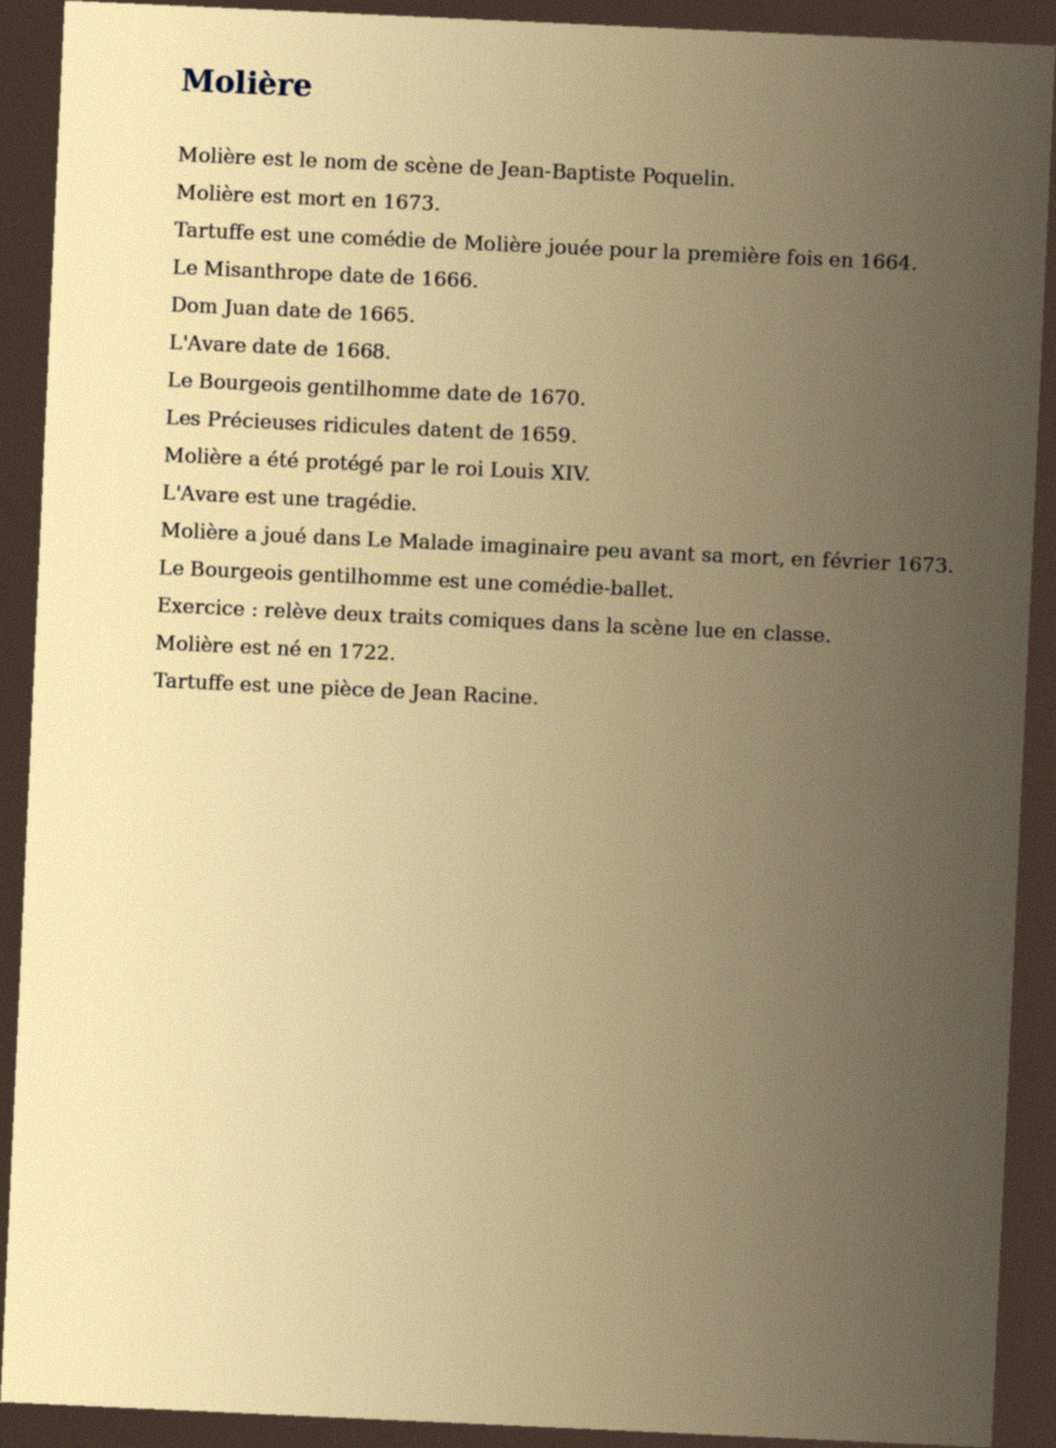 Molière
Molière est le nom de scène de Jean-Baptiste Poquelin.
Molière est mort en 1673.
Tartuffe est une comédie de Molière jouée pour la première fois en 1664.
Le Misanthrope date de 1666.
Dom Juan date de 1665.
L'Avare date de 1668.
Le Bourgeois gentilhomme date de 1670.
Les Précieuses ridicules datent de 1659.
Molière a été protégé par le roi Louis XIV.
L'Avare est une tragédie.
Molière a joué dans Le Malade imaginaire peu avant sa mort, en février 1673.
Le Bourgeois gentilhomme est une comédie-ballet.
Exercice : relève deux traits comiques dans la scène lue en classe.
Molière est né en 1722.
Tartuffe est une pièce de Jean Racine.